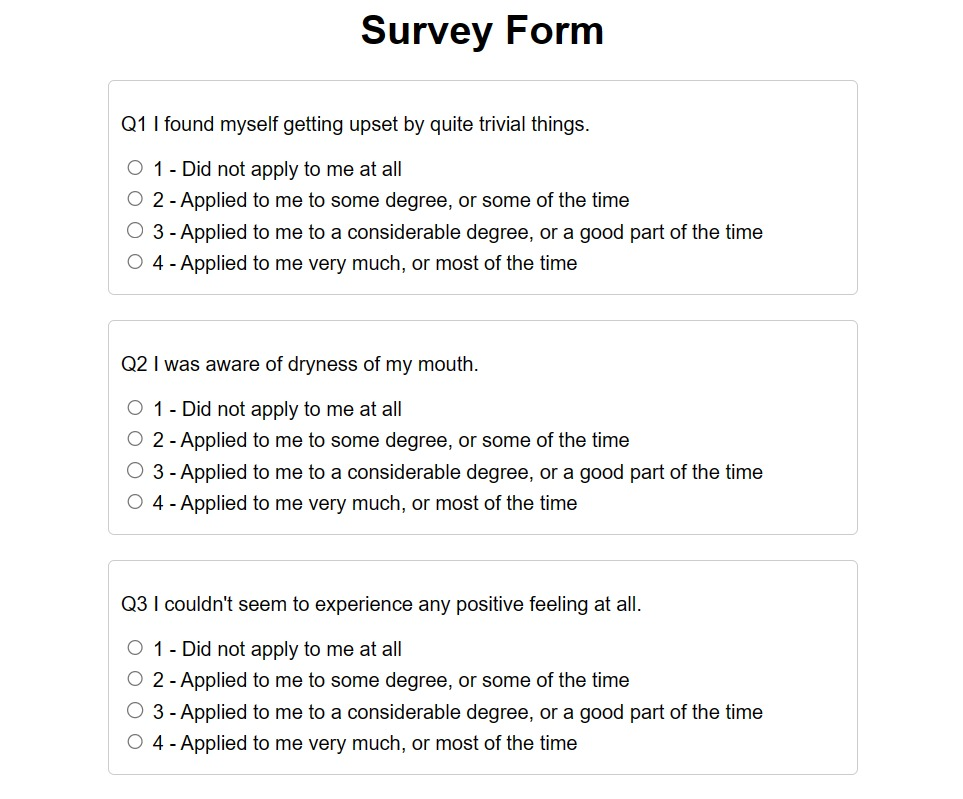 Survey Form
Q1 I found myself getting upset by quite trivial things.
1 - Did not apply to me at all
2 - Applied to me to some degree, or some of the time
3 - Applied to me to a considerable degree, or a good part of the time
4 - Applied to me very much, or most of the time
Q2 I was aware of dryness of my mouth.
1 - Did not apply to me at all
2 - Applied to me to some degree, or some of the time
3 - Applied to me to a considerable degree, or a good part of the time
4 - Applied to me very much, or most of the time
Q3 I couldn't seem to experience any positive feeling at all.
1 - Did not apply to me at all
2 - Applied to me to some degree, or some of the time
3 - Applied to me to a considerable degree, or a good part of the time
4 - Applied to me very much, or most of the time